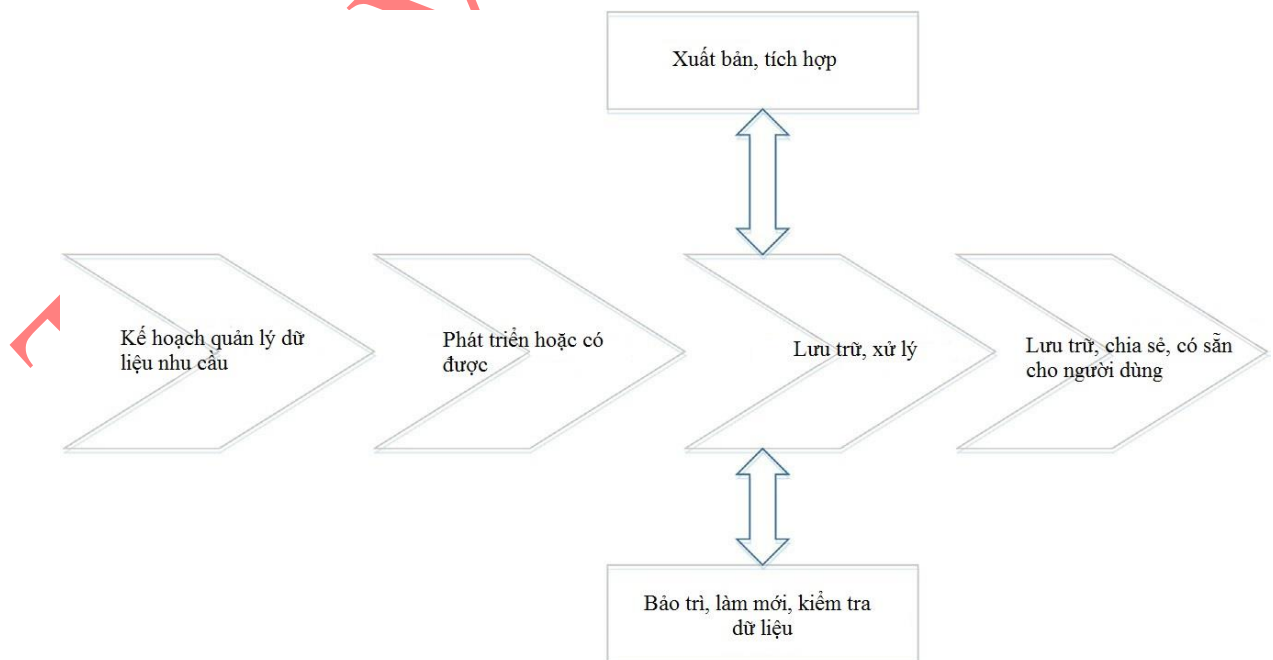 Xuất bản, tích hợp
Kế hoạch quản lý dữ
liệu nhu cầu
Phát triển hoặc có
được
Lưu trữ, xử lý
Lưu trữ, chia sẻ, có sẵn
cho người dùng
Bảo trì, làm mới, kiểm tra
dữ liệu